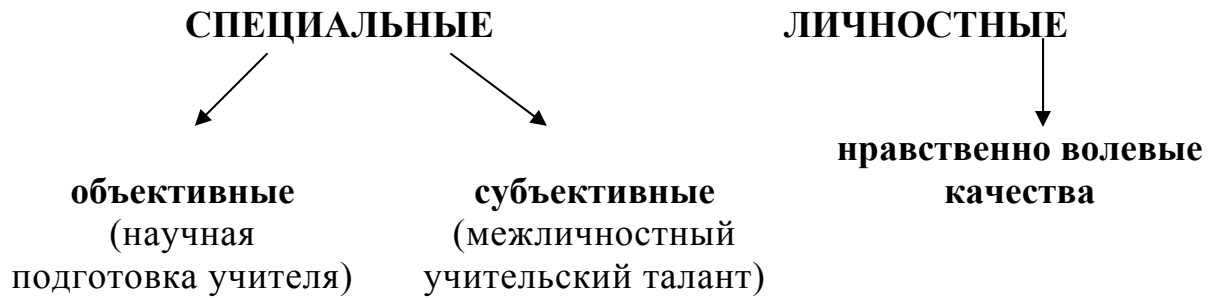 СПЕЦИАЛЬНЫЕ ЛИЧНОСТНЫЕ
нравственно волевые
качества
объективные
(научная
подготовка учителя)
субъективные
(межличностный
учительский талант)